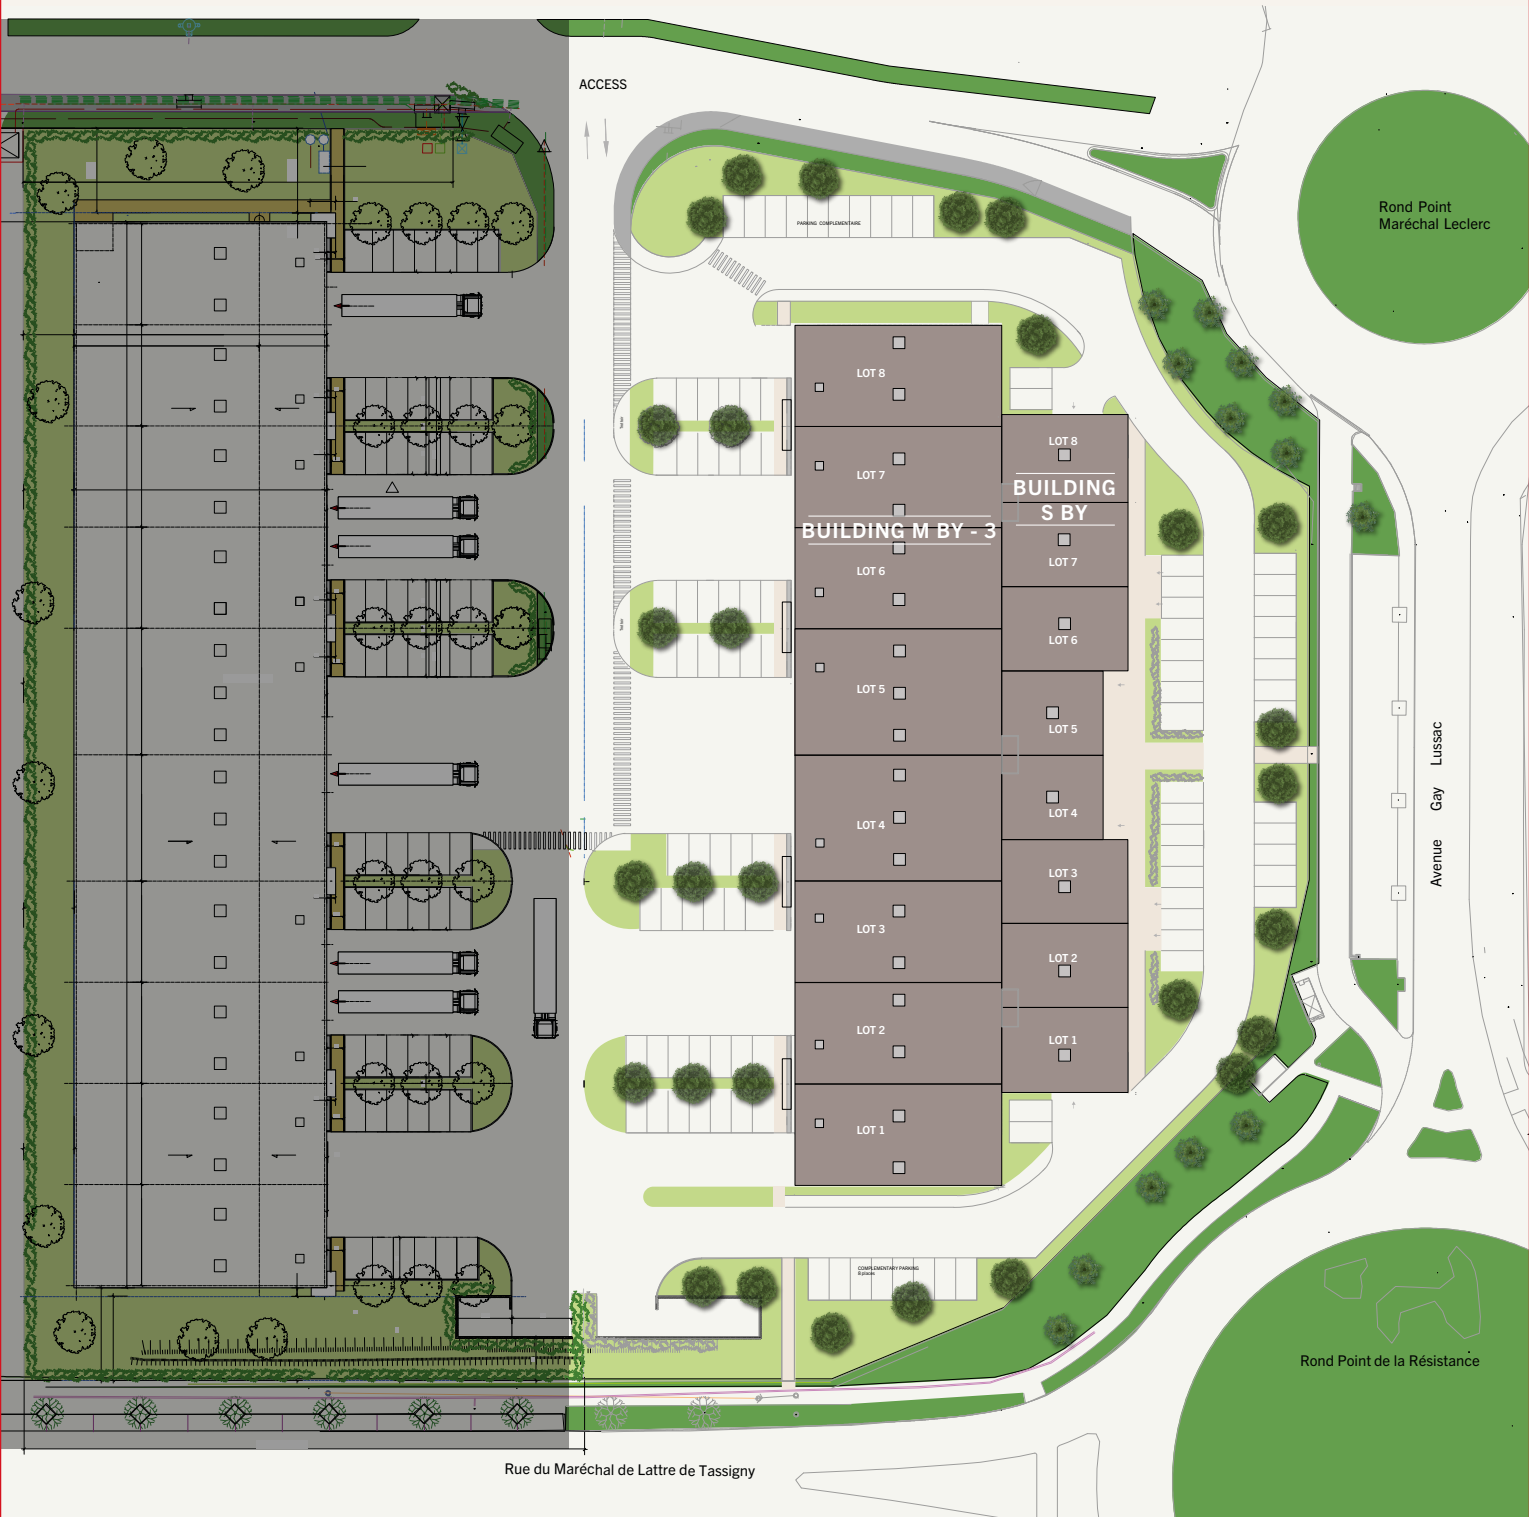 ACCESS
Rond Point
Maréchal Leclerc
PARKING COMPLEMENTAIRE
LOT 8
LOT 8
LOT 7
BUILDING
S BY
BUILDING M BY - 3
LOT 7
LOT 6
LOT 6
LOT 5
LOT 5
LOT 4
LOT 4
LOT 3
LOT 3
LOT 2
LOT 2
LOT 1
LOT 1
Avenue Gay Lussac
COMPLEMENTARY PARKING
8 places
Rond Point de la Résistance
Rue du Maréchal de Lattre de Tassigny